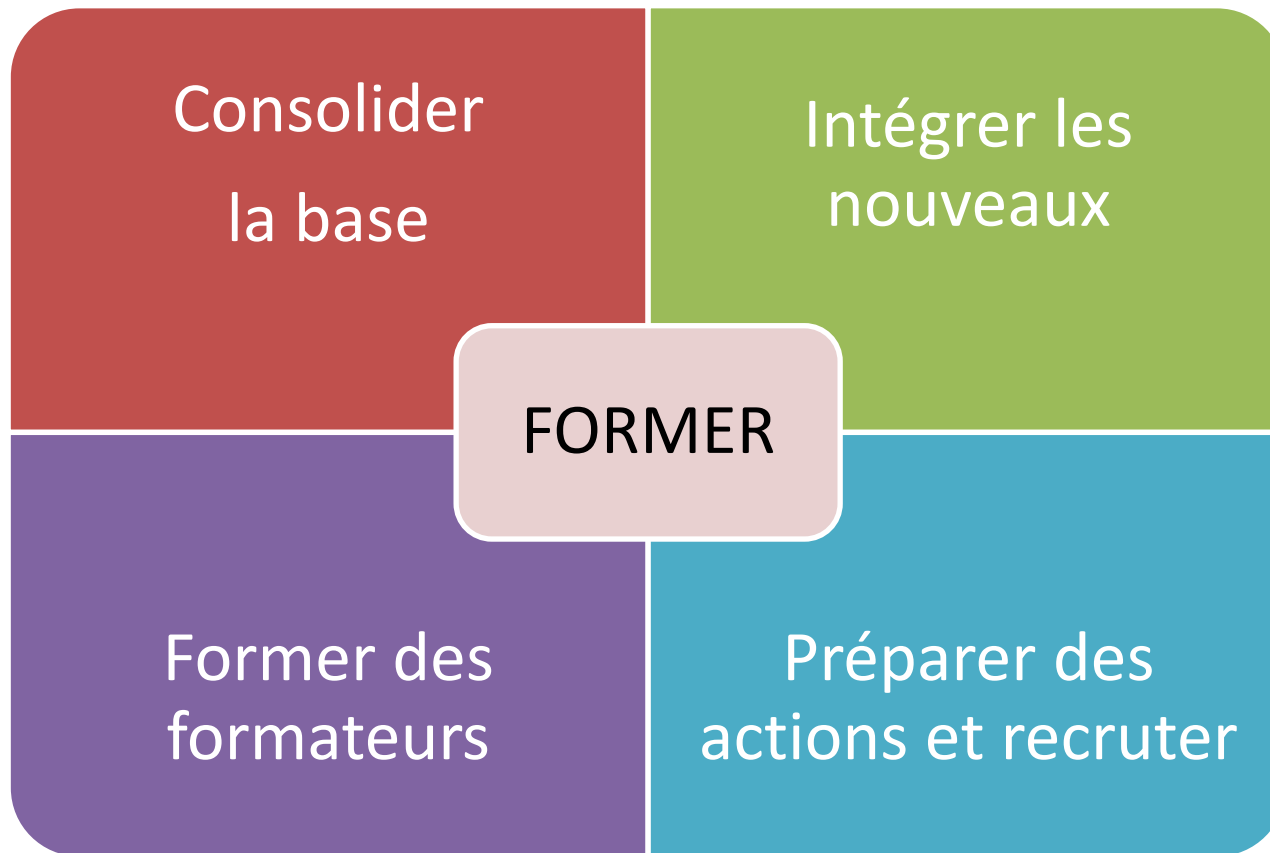 Consolider
la base
Intégrer les
nouveaux
FORMER
Former des
formateurs
Préparer des
actions et recruter